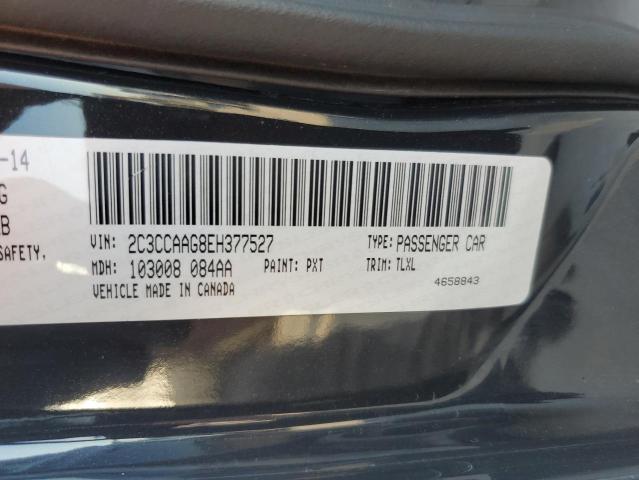 -14
G
B
SAFETY,
VIN: 2C3CCAAG8EH377527 TYPE: PASSENGER CAR
MDH: 103008 084AA PAINT: PXT TRIM: TLXL
VEHICLE MADE IN CANADA 4658843